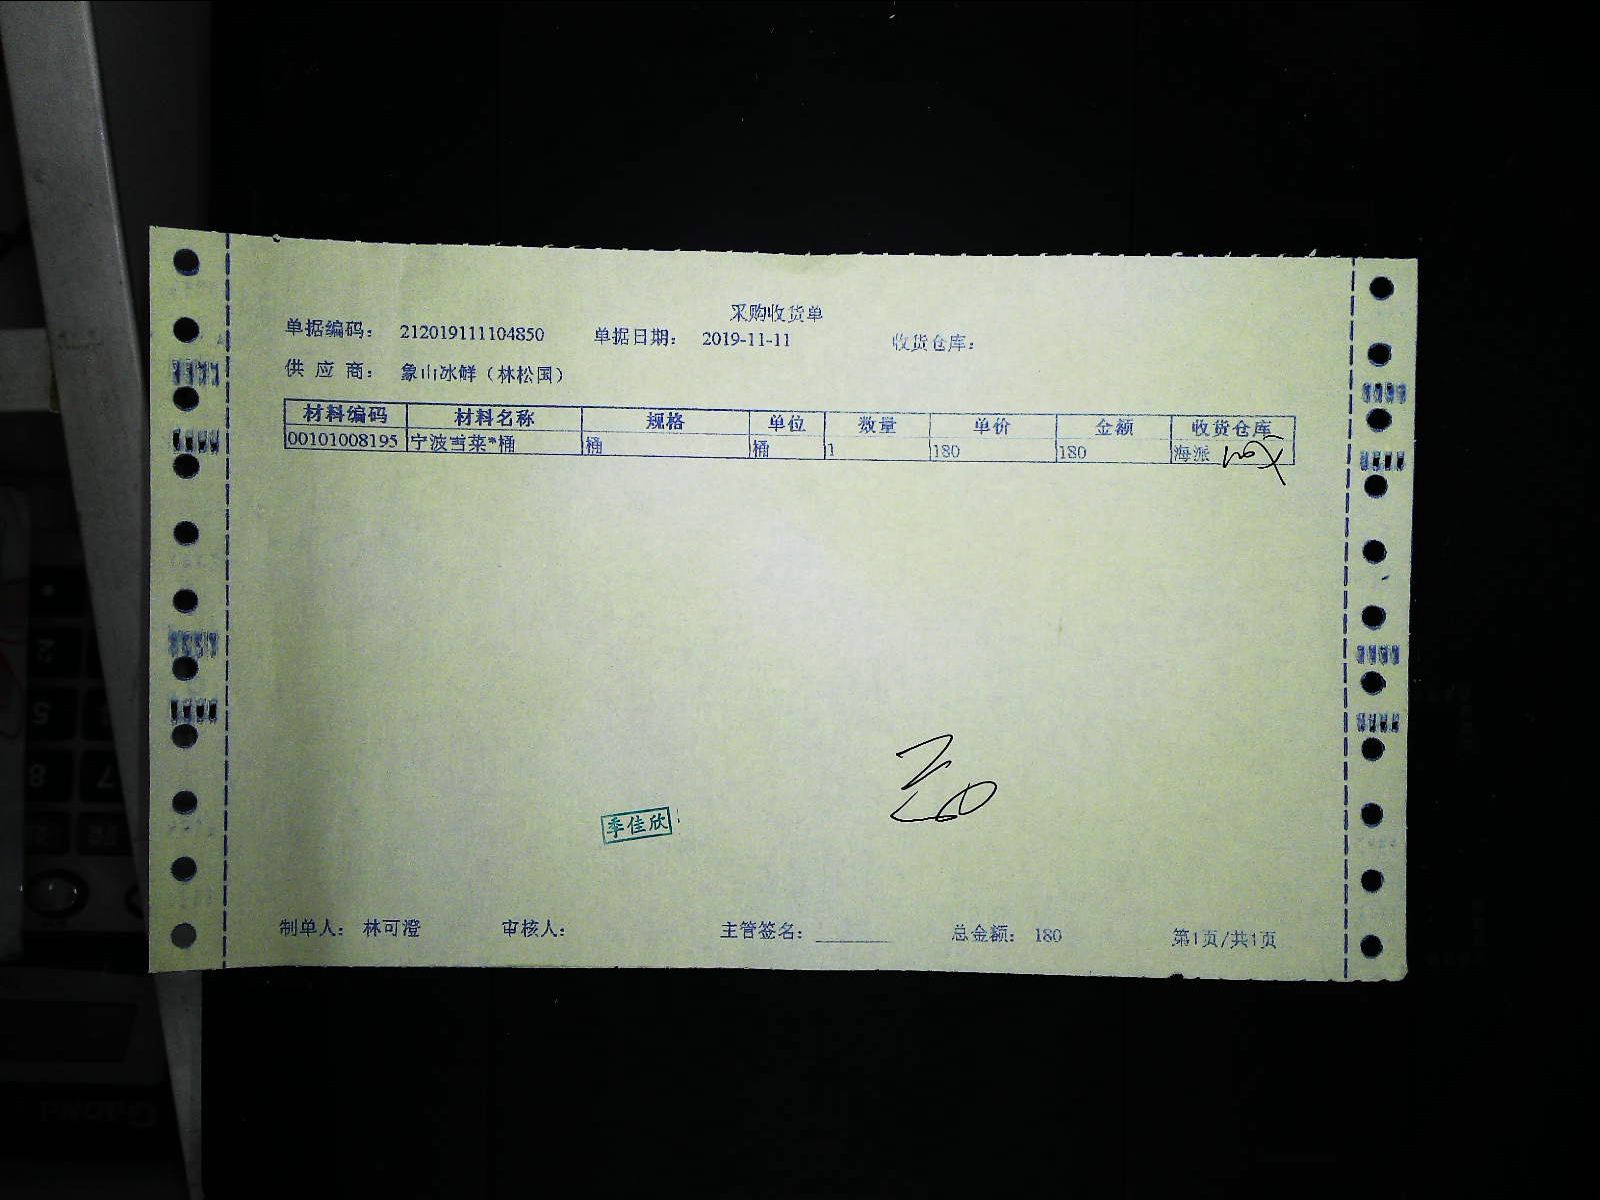 采购收货单
单据编码： 212019111104850 单据日期： 2019-11-11 收货仓库：
供 应 商： 象山冰鲜（林松国）
材料编码 材料名称 规格 单位 数量 单价 金额 收货仓库
00101008195 宁波雪菜*桶 桶 桶 1 180 180 海派
季佳欣
制单人： 林可澄 审核人： 主管签名：________ 总金额： 180 第1页/共1页